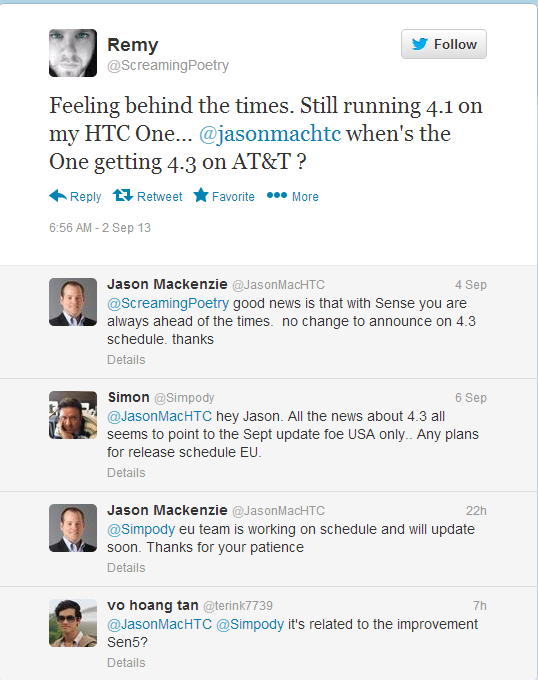 Remy
@ScreamingPoetry
Follow
Feeling behind the times. Still running 4.1 on
my HTC One... @jasonmachtc when's the
One getting 4.3 on AT&T ?
Reply Retweet Favorite More
6:56 AM - 2 Sep 13
Jason Mackenzie @JasonMacHTC 4 Sep
@ScreamingPoetry good news is that with Sense you are
always ahead of the times. no change to announce on 4.3
schedule. thanks
Details
Simon @Simpody 6 Sep
@JasonMacHTC hey Jason. All the news about 4.3 all
seems to point to the Sept update foe USA only.. Any plans
for release schedule EU.
Details
Jason Mackenzie @JasonMacHTC 22h
@Simpody eu team is working on schedule and will update
soon. Thanks for your patience
Details
vo hoang tan @terink7739 7h
@JasonMacHTC @Simpody it's related to the improvement
Sen5?
Details